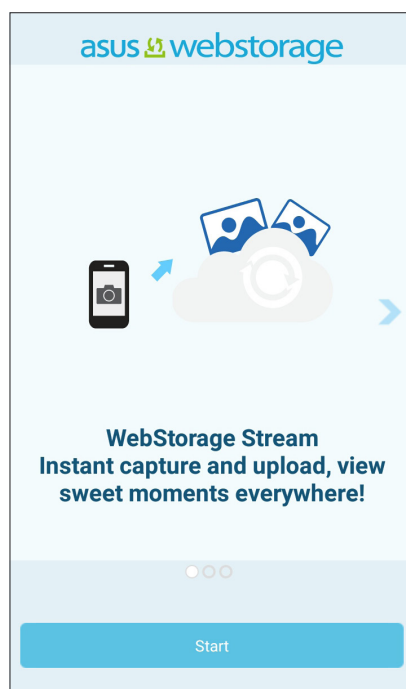 asus webstorage
WebStorage Stream
Instant capture and upload, view
sweet moments everywhere!
Start